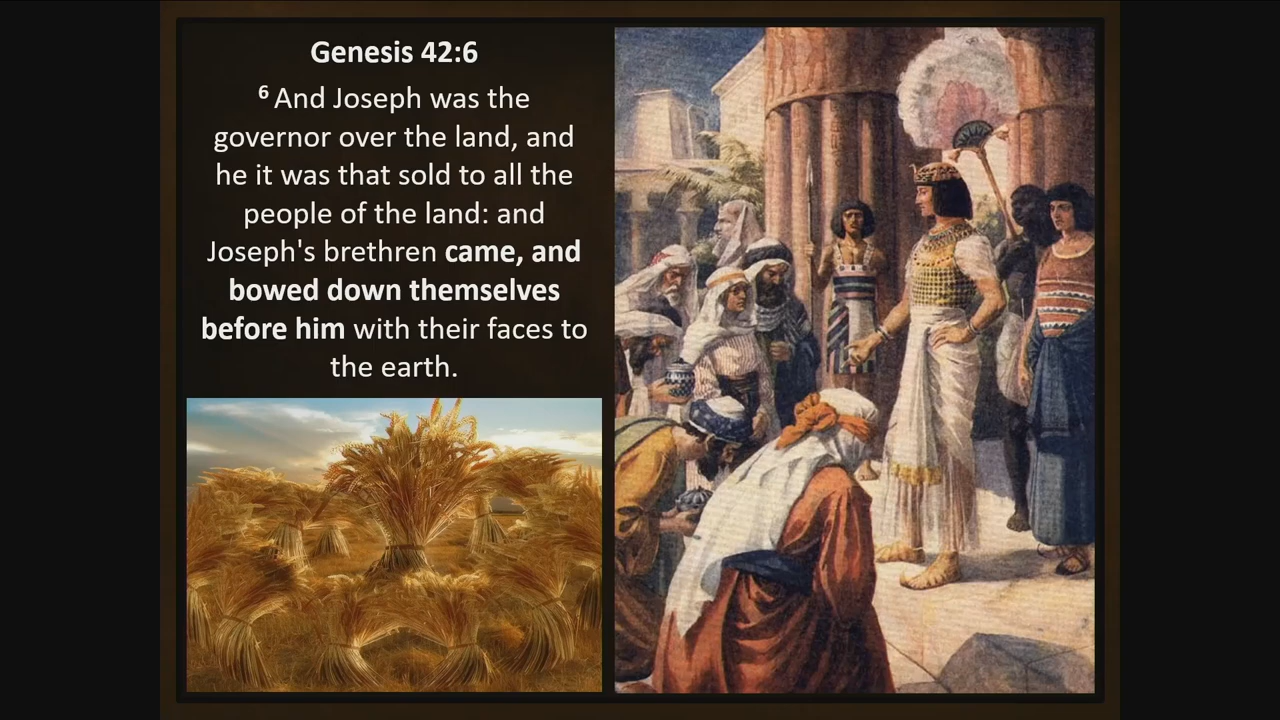 Genesis 42:6
6 And Joseph was the
governor over the land, and
he it was that sold to all the
people of the land: and
Joseph's brethren came, and
bowed down themselves
before him with their faces to
the earth.